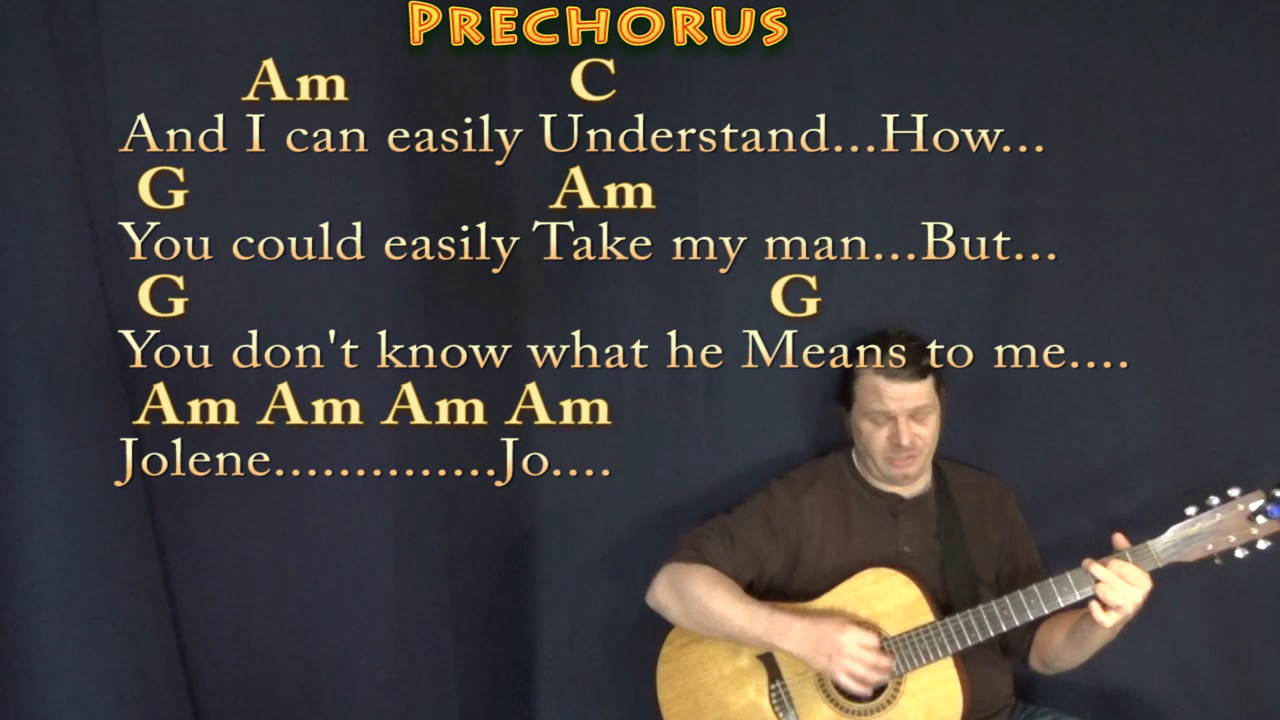 PRECHORUS
Am C
And I can easily Understand...How...
G Am
You could easily Take my man...But...
G G
You don't know what he Means to me....
Am Am Am Am
Jolene..............Jo....